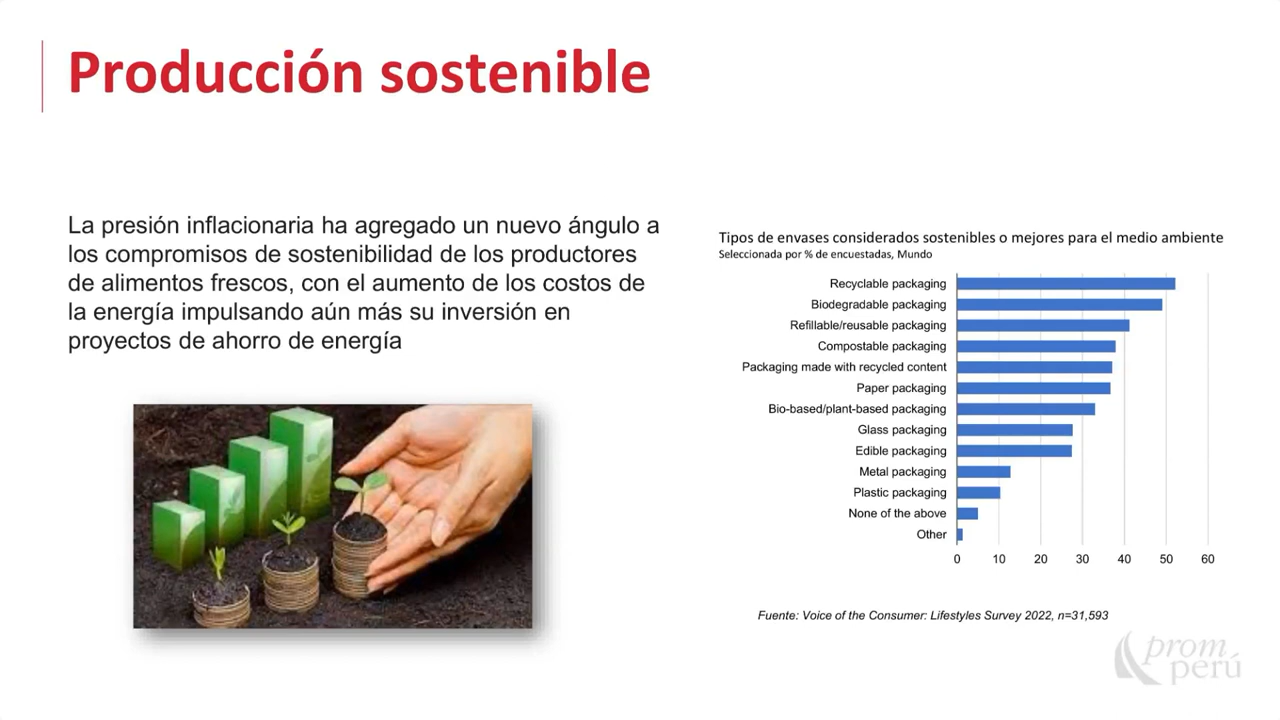 Producción sostenible
La presión inflacionaria ha agregado un nuevo ángulo a
los compromisos de sostenibilidad de los productores
de alimentos frescos, con el aumento de los costos de
la energía impulsando aún más su inversión en
proyectos de ahorro de energía
Tipos de envases considerados sostenibles o mejores para el medio ambiente
Seleccionada por % de encuestadas, Mundo
Recyclable packaging
Biodegradable packaging
Refillable/reusable packaging
Compostable packaging
Packaging made with recycled content
Paper packaging
Bio-based/plant-based packaging
Glass packaging
Edible packaging
Metal packaging
Plastic packaging
None of the above
Other
0 10 20 30 40 50 60
Fuente: Voice of the Consumer: Lifestyles Survey 2022, n=31,593
prom
perú